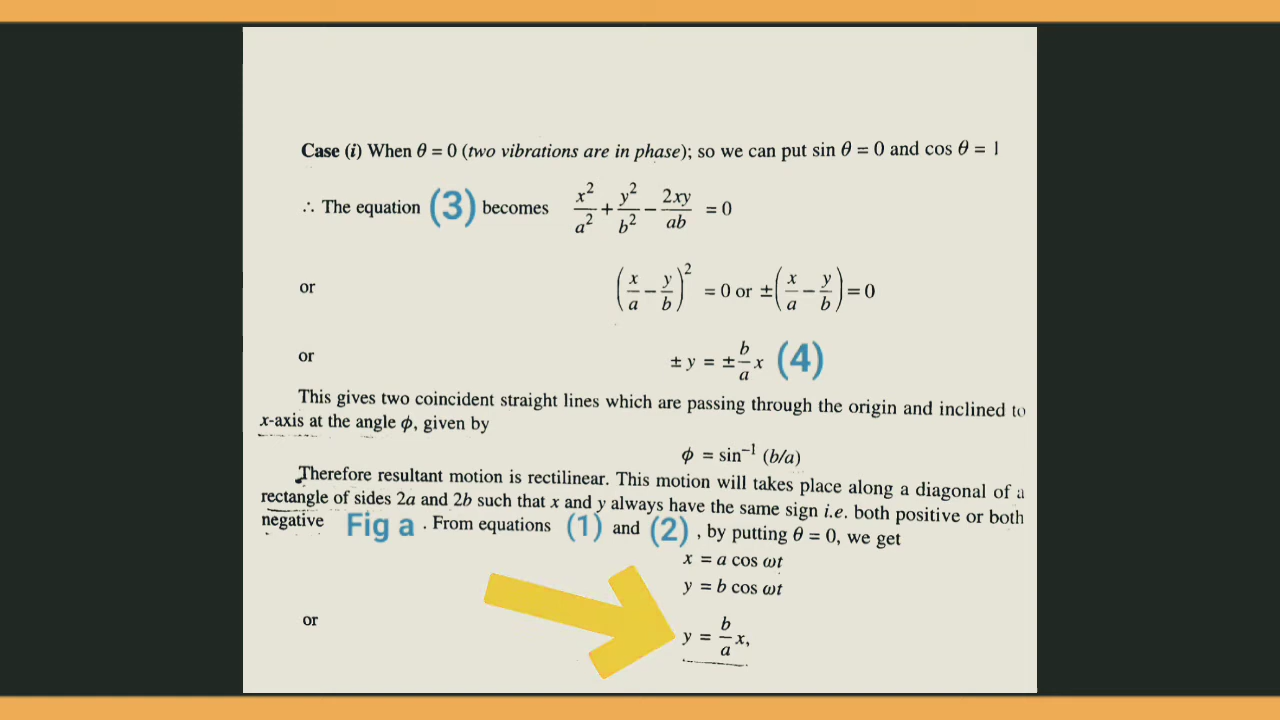 Case (i) When θ = 0 (two vibrations are in phase); so we can put sin θ = 0 and cos θ = 1
∴ The equation (3) becomes x²/a² + y²/b² − 2xy/ab = 0
or (x/a − y/b)² = 0 or ±(x/a − y/b) = 0
or ± y = ± b/a x (4)
This gives two coincident straight lines which are passing through the origin and inclined to
x-axis at the angle ϕ, given by
ϕ = sin⁻¹ (b/a)
Therefore resultant motion is rectilinear. This motion will takes place along a diagonal of a
rectangle of sides 2a and 2b such that x and y always have the same sign i.e. both positive or both
negative Fig a . From equations (1) and (2) , by putting θ = 0, we get
x = a cos ωt
y = b cos ωt
or y = b/a x,